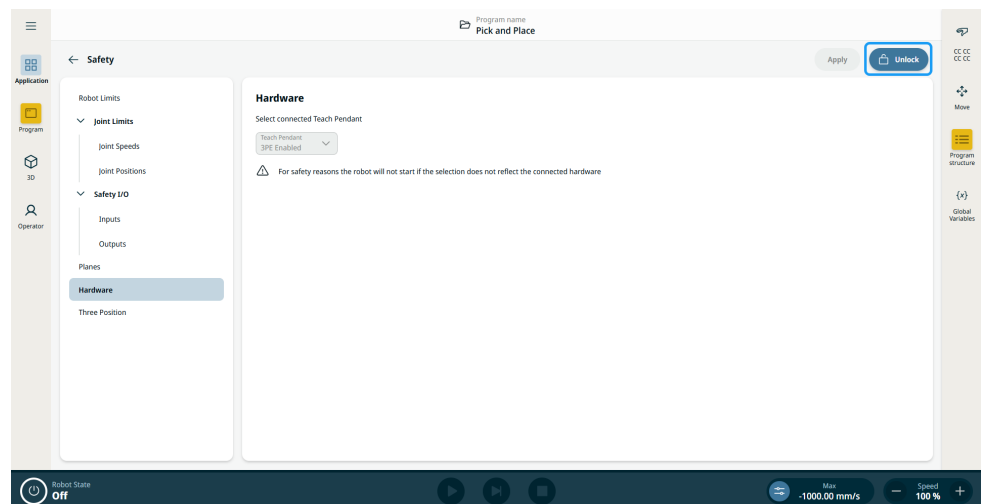 Program name
Pick and Place
Application
Program
3D
Operator
Safety
Apply
Unlock
Robot Limits
Joint Limits
Joint Speeds
Joint Positions
Safety I/O
Inputs
Outputs
Planes
Hardware
Three Position
Hardware
Select connected Teach Pendant
Teach Pendant
3PE Enabled
For safety reasons the robot will not start if the selection does not reflect the connected hardware
CC CC
CC CC
Move
Program
structure
{x}
Global
Variables
Robot State
Off
Max
-1000.00 mm/s
Speed
100 %